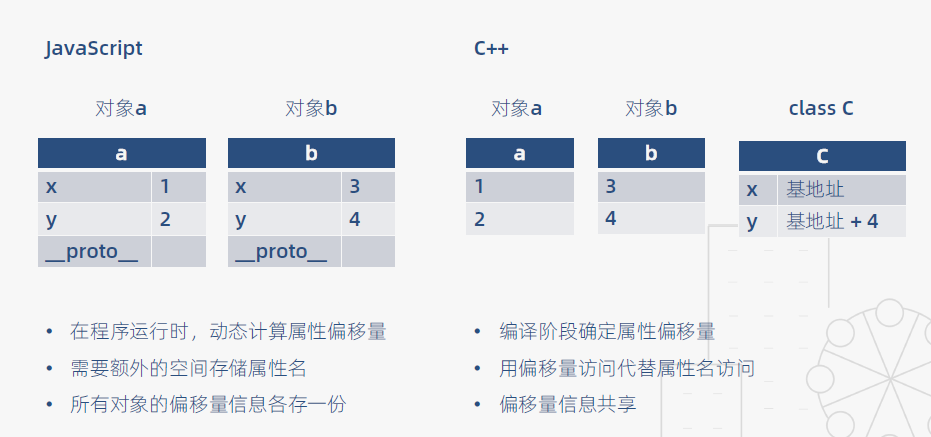 JavaScript
对象a
对象b
a
x 1
y 2
__proto__
b
x 3
y 4
__proto__
在程序运行时，动态计算属性偏移量
需要额外的空间存储属性名
所有对象的偏移量信息各存一份
C++
对象a
对象b
class C
a
1
2
b
3
4
C
x 基地址
y 基地址 + 4
编译阶段确定属性偏移量
用偏移量访问代替属性名访问
偏移量信息共享